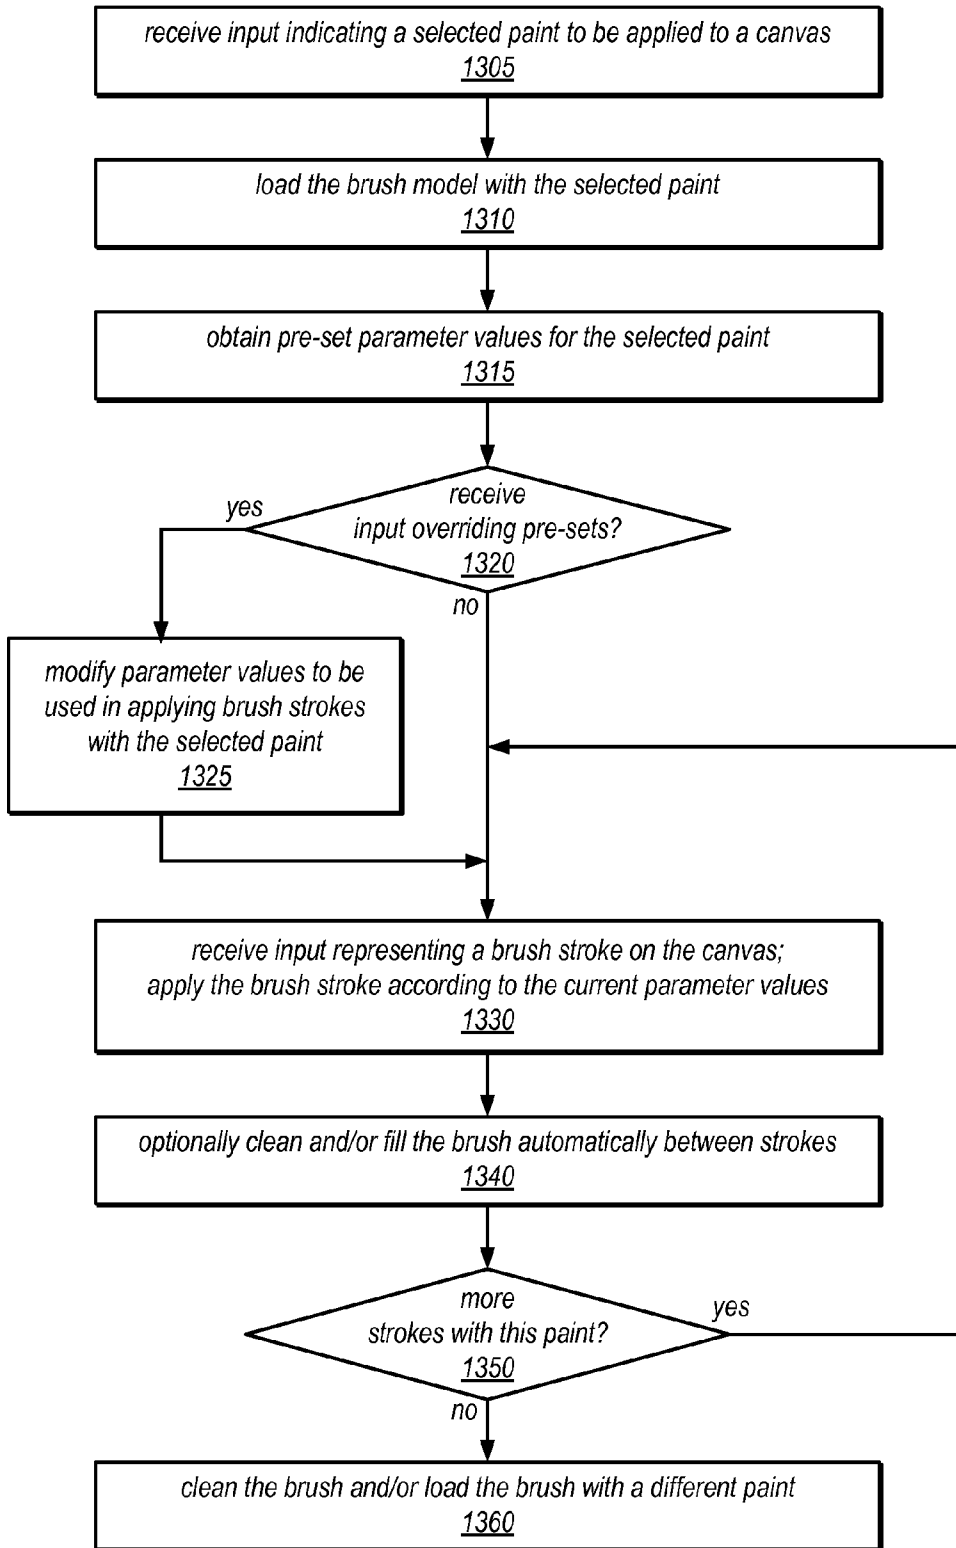 receive input indicating a selected paint to be applied to a canvas
1305
load the brush model with the selected paint
1310
obtain pre-set parameter values for the selected paint
1315
receive
input overriding pre-sets?
1320
yes
no
modify parameter values to be
used in applying brush strokes
with the selected paint
1325
receive input representing a brush stroke on the canvas;
apply the brush stroke according to the current parameter values
1330
optionally clean and/or fill the brush automatically between strokes
1340
more
strokes with this paint?
1350
yes
no
clean the brush and/or load the brush with a different paint
1360